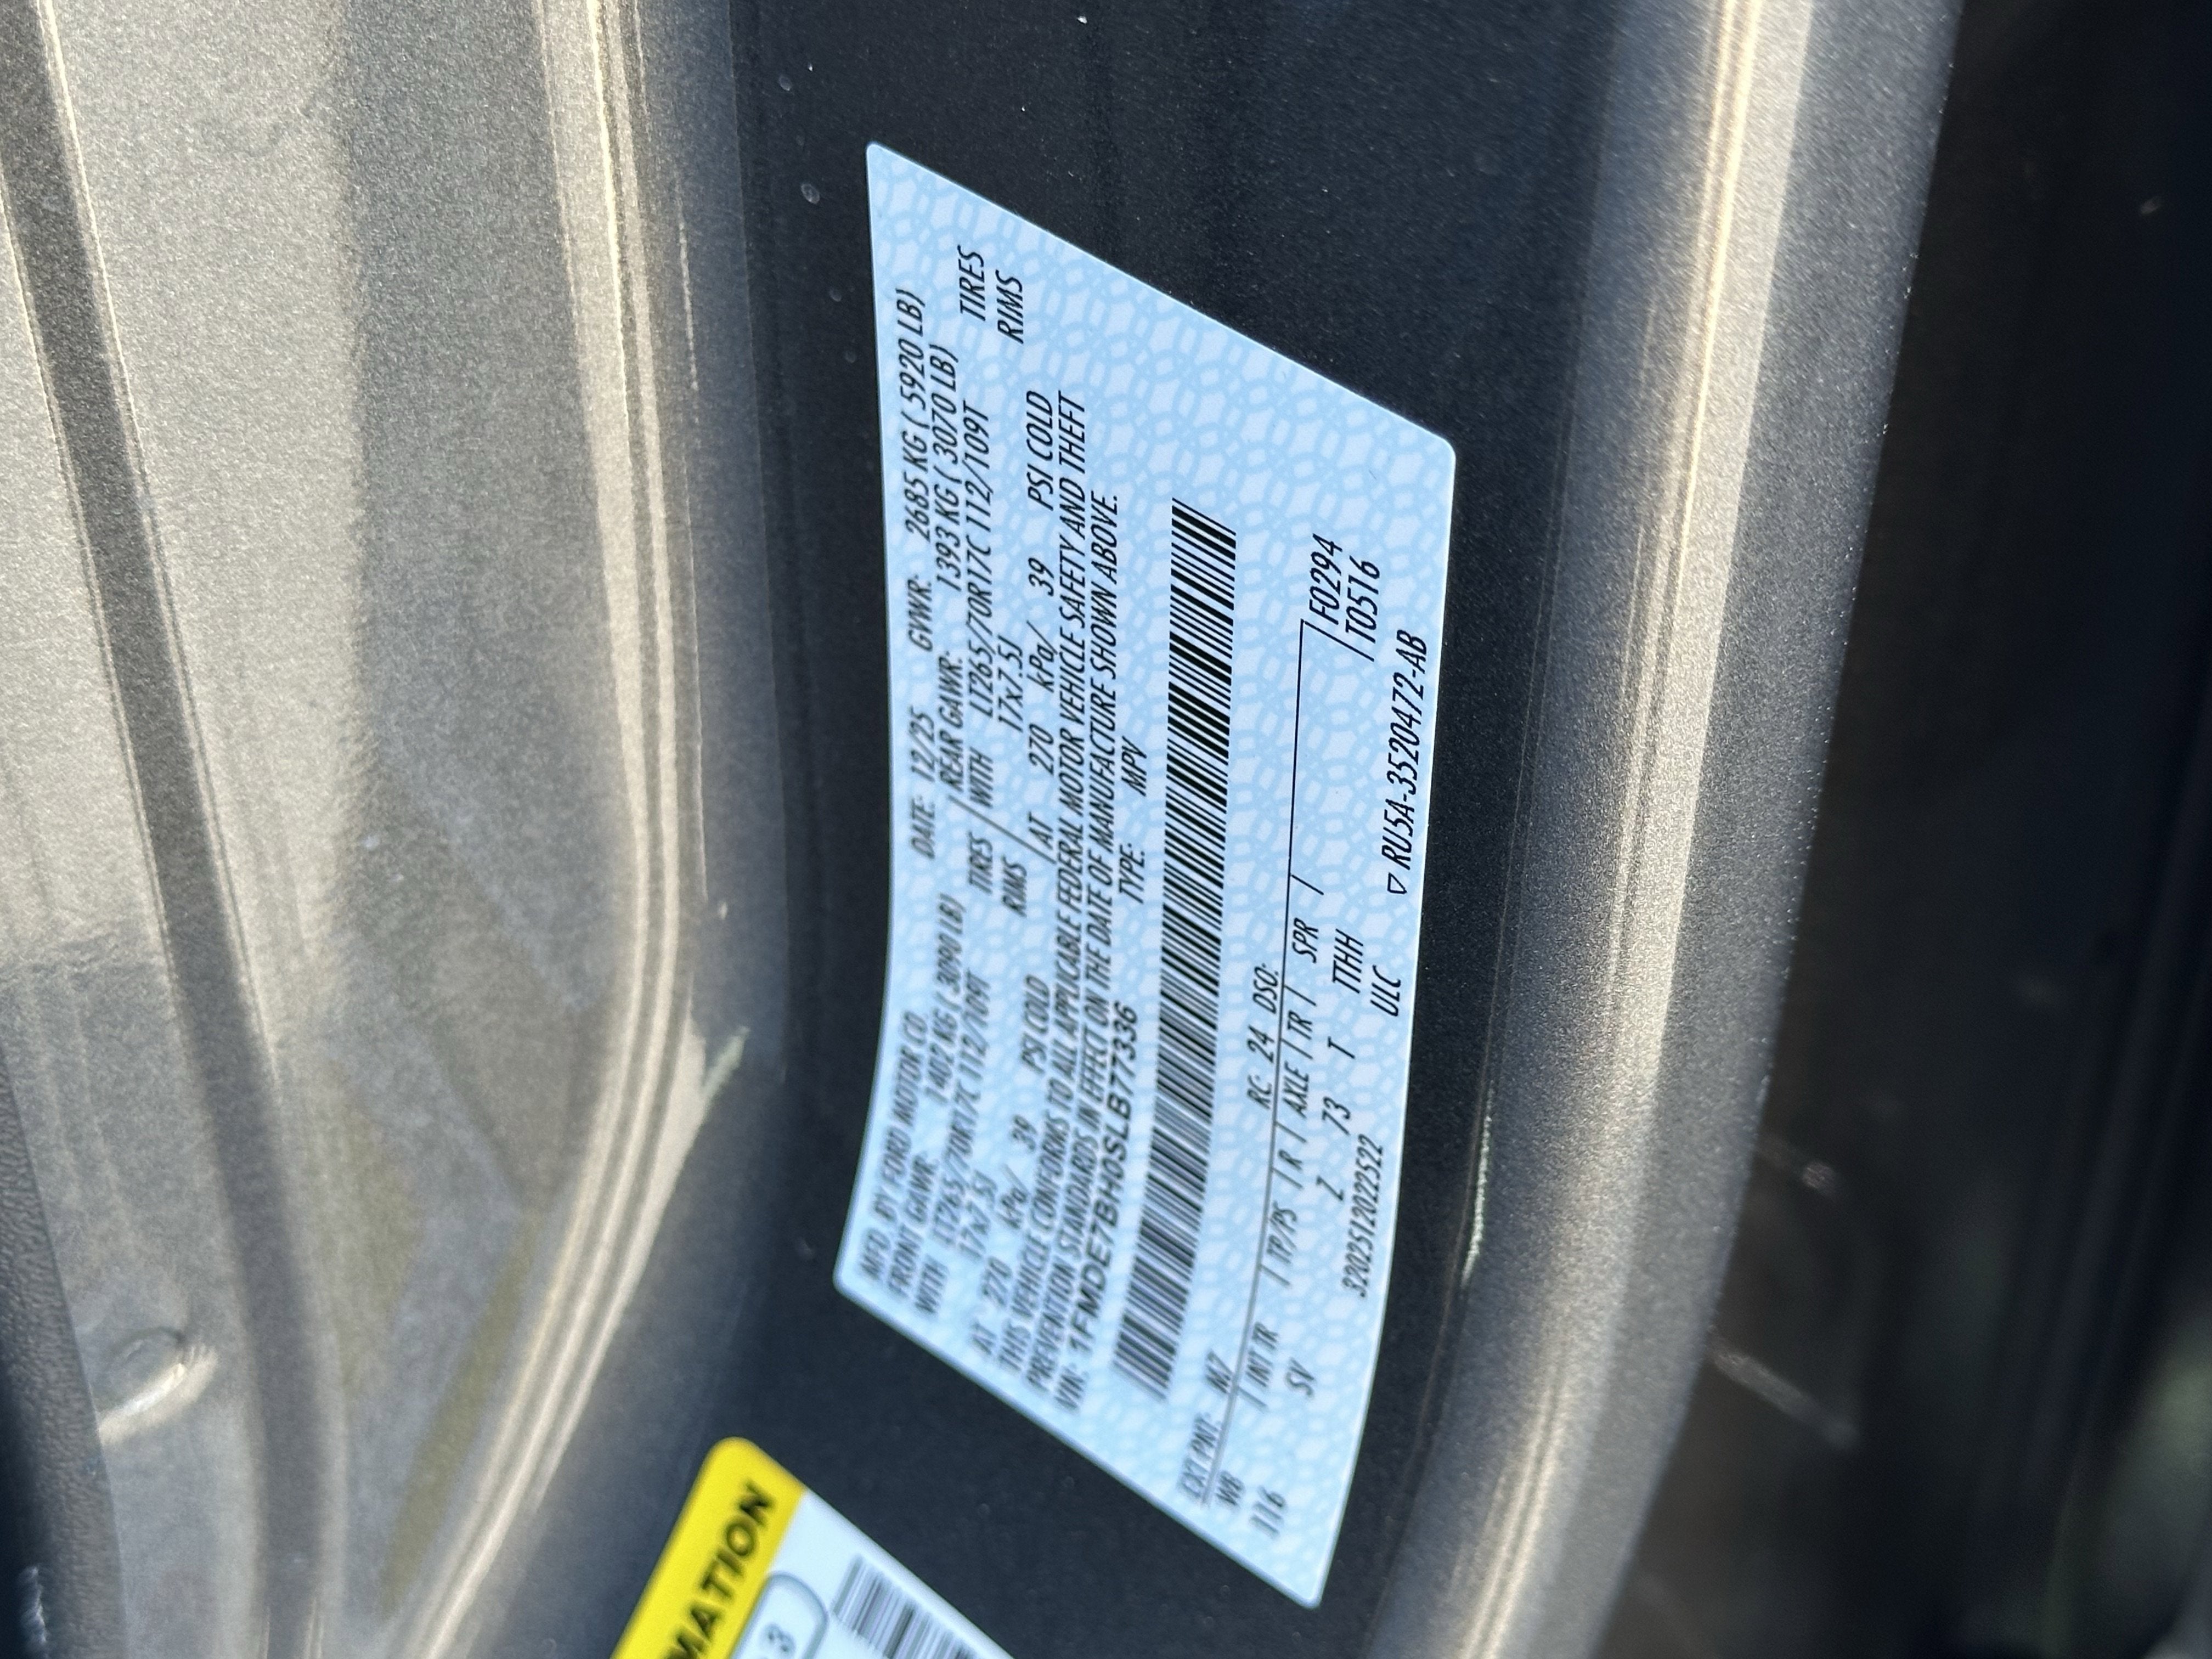 MFD. BY FORD MOTOR CO. DATE: 12/25 GVWR: 2685 KG ( 5920 LB)
FRONT GAWR: 1402 KG ( 3090 LB) REAR GAWR: 1393 KG ( 3070 LB)
WITH LT265/70R17C 112/109T TIRES WITH LT265/70R17C 112/109T TIRES
17x7.5J RIMS 17x7.5J RIMS
AT 270 kPa/ 39 PSI COLD AT 270 kPa/ 39 PSI COLD
THIS VEHICLE CONFORMS TO ALL APPLICABLE FEDERAL MOTOR VEHICLE SAFETY AND THEFT
PREVENTION STANDARDS IN EFFECT ON THE DATE OF MANUFACTURE SHOWN ABOVE.
VIN: 1FMDE7BH0SLB77336 TYPE: MPV
EXT PNT: M7 RC: 24 DSO:
WB INT TR TP/PS R AXLE TR SPR F0294
116 SV Z 73 T THH T0516
32025120223522 ULC
▽ RU5A-3520472-AB
MATION
3